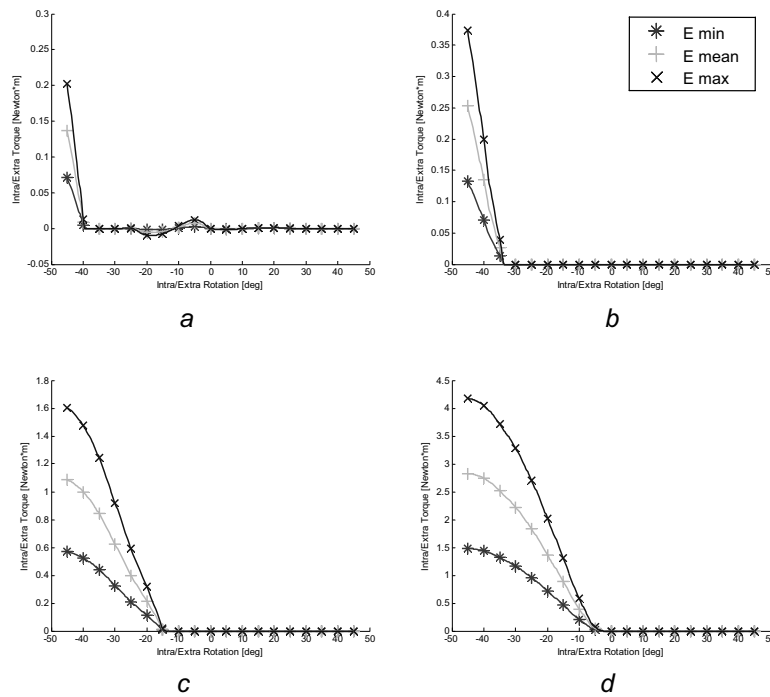 0.3
0.25
0.2
0.15
0.1
0.05
0
-0.05
-50 -40 -30 -20 -10 0 10 20 30 40 50
Intra/Extra Torque [Newton*m]
Intra/Extra Rotation [deg]
a
0.4
0.35
0.3
0.25
0.2
0.15
0.1
0.05
0
-50 -40 -30 -20 -10 0 10 20 30 40 50
Intra/Extra Torque [Newton*m]
Intra/Extra Rotation [deg]
E min
E mean
E max
b
1.8
1.6
1.4
1.2
1
0.8
0.6
0.4
0.2
0
-50 -40 -30 -20 -10 0 10 20 30 40 50
Intra/Extra Torque [Newton*m]
Intra/Extra Rotation [deg]
c
4.5
4
3.5
3
2.5
2
1.5
1
0.5
0
-50 -40 -30 -20 -10 0 10 20 30 40 50
Intra/Extra Torque [Newton*m]
Intra/Extra Rotation [deg]
d